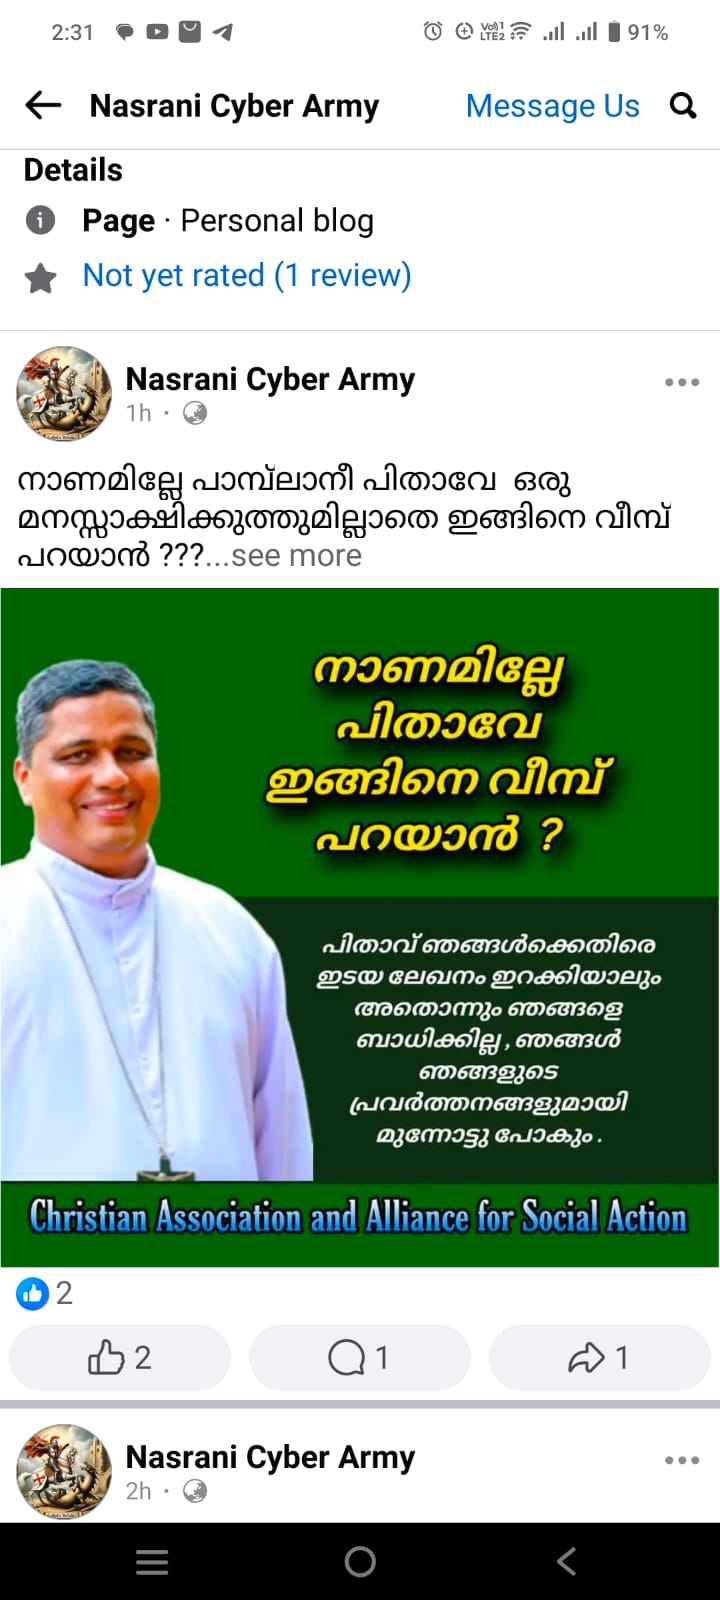 2:31
Vo)) 1
LTE2
91%
Nasrani Cyber Army
Message Us
Details
Page · Personal blog
Not yet rated (1 review)
Nasrani Cyber Army
1h ·
നാണമില്ലേ പാമ്പ്ലാനീ പിതാവേ ഒരു
മനസ്സാക്ഷിക്കുത്തുമില്ലാതെ ഇങ്ങിനെ വീമ്പ്
പറയാൻ ???...see more
നാണമില്ലേ
പിതാവേ
ഇങ്ങിനെ വീമ്പ്
പറയാൻ ?
പിതാവ് ഞങ്ങൾക്കെതിരെ
ഇടയ ലേഖനം ഇറക്കിയാലും
അതൊന്നും ഞങ്ങളെ
ബാധിക്കില്ല , ഞങ്ങൾ
ഞങ്ങളുടെ
പ്രവർത്തനങ്ങളുമായി
മുന്നോട്ടു പോകും .
Christian Association and Alliance for Social Action
2
2
1
1
Nasrani Cyber Army
2h ·